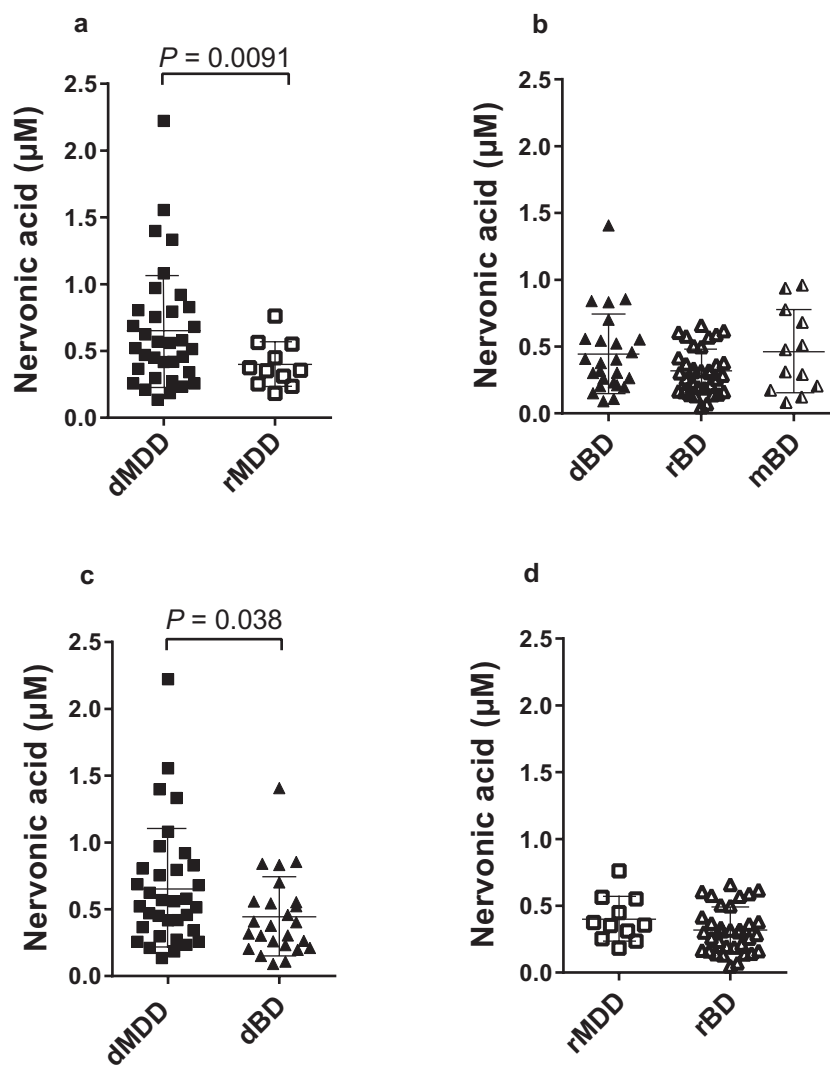 a
P = 0.0091
Nervonic acid (µM)
2.5
2.0
1.5
1.0
0.5
0.0
dMDD
rMDD
b
Nervonic acid (µM)
2.5
2.0
1.5
1.0
0.5
0.0
dBD
rBD
mBD
c
P = 0.038
Nervonic acid (µM)
2.5
2.0
1.5
1.0
0.5
0.0
dMDD
dBD
d
Nervonic acid (µM)
2.5
2.0
1.5
1.0
0.5
0.0
rMDD
rBD